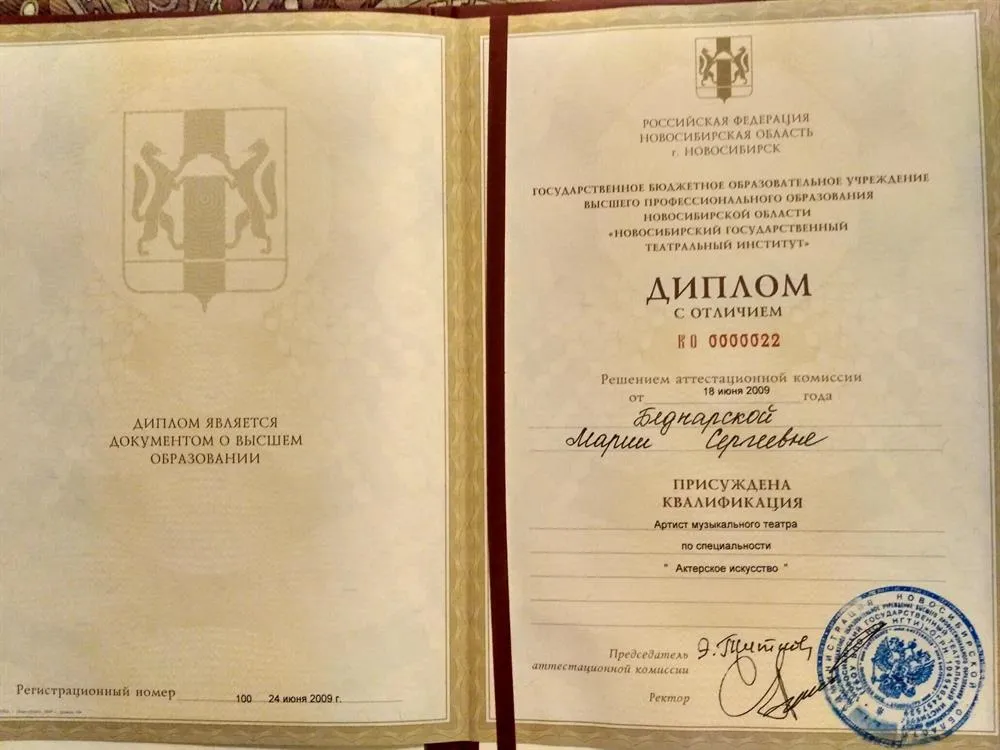 ДИПЛОМ ЯВЛЯЕТСЯ
ДОКУМЕНТОМ О ВЫСШЕМ
ОБРАЗОВАНИИ
Регистрационный номер 100 24 июня 2009 г.
РОССИЙСКАЯ ФЕДЕРАЦИЯ
НОВОСИБИРСКАЯ ОБЛАСТЬ
г. НОВОСИБИРСК
ГОСУДАРСТВЕННОЕ БЮДЖЕТНОЕ ОБРАЗОВАТЕЛЬНОЕ УЧРЕЖДЕНИЕ
ВЫСШЕГО ПРОФЕССИОНАЛЬНОГО ОБРАЗОВАНИЯ
НОВОСИБИРСКОЙ ОБЛАСТИ
«НОВОСИБИРСКИЙ ГОСУДАРСТВЕННЫЙ
ТЕАТРАЛЬНЫЙ ИНСТИТУТ»
ДИПЛОМ
С ОТЛИЧИЕМ
КО 0000022
Решением аттестационной комиссии
от 18 июня 2009 года
Беднарской
Марии Сергеевне
ПРИСУЖДЕНА
КВАЛИФИКАЦИЯ
Артист музыкального театра
по специальности
" Актерское искусство "
Председатель
аттестационной комиссии
Ректор
НОВОСИБИРСКОЙ